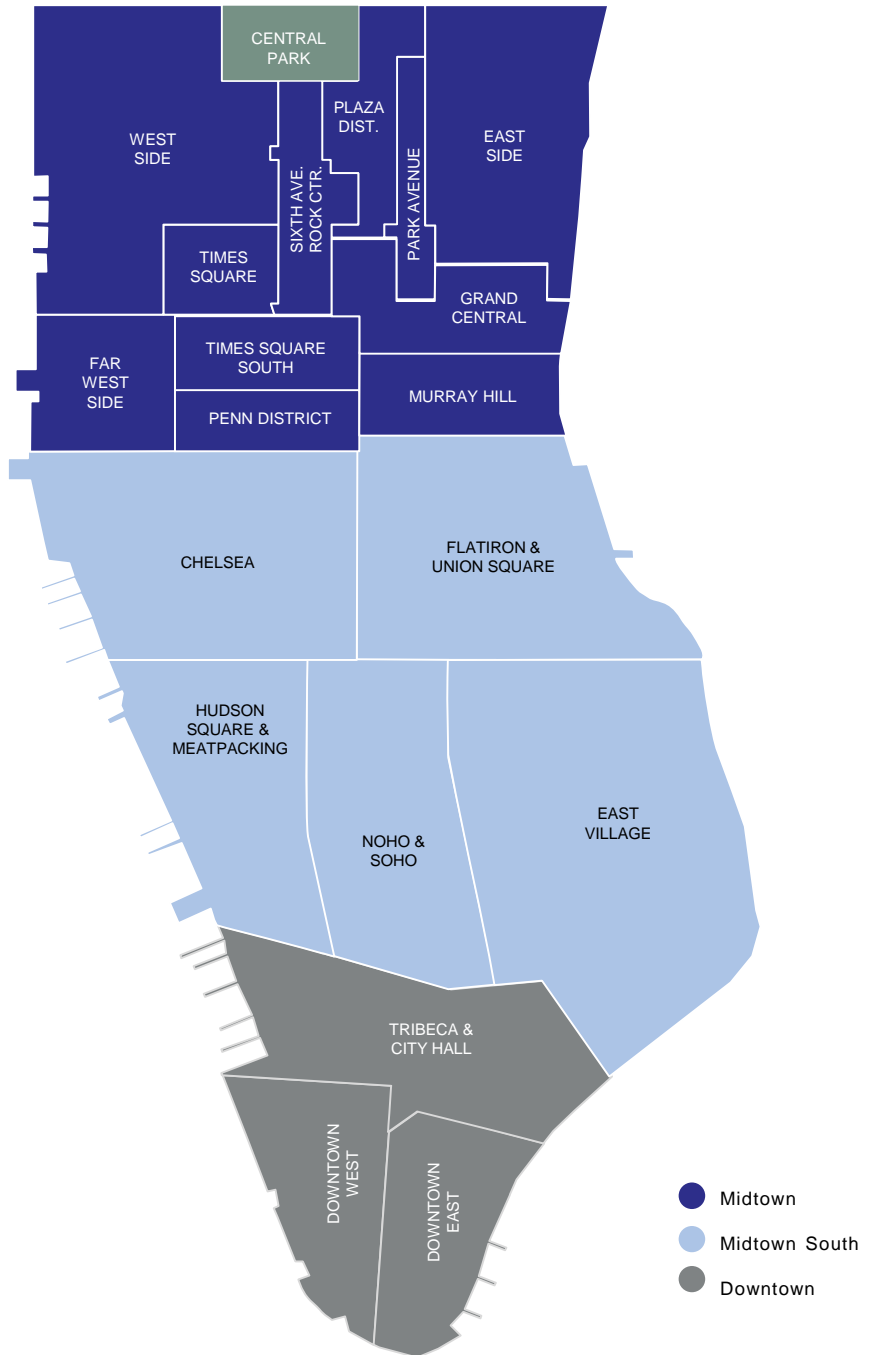 CENTRAL
PARK
PLAZA
DIST.
WEST
SIDE
EAST
SIDE
SIXTH AVE.
ROCK CTR.
PARK AVENUE
TIMES
SQUARE
GRAND
CENTRAL
TIMES SQUARE
SOUTH
FAR
WEST
SIDE
MURRAY HILL
PENN DISTRICT
CHELSEA
FLATIRON &
UNION SQUARE
HUDSON
SQUARE &
MEATPACKING
NOHO &
SOHO
EAST
VILLAGE
TRIBECA &
CITY HALL
DOWNTOWN
WEST
DOWNTOWN
EAST
Midtown
Midtown South
Downtown